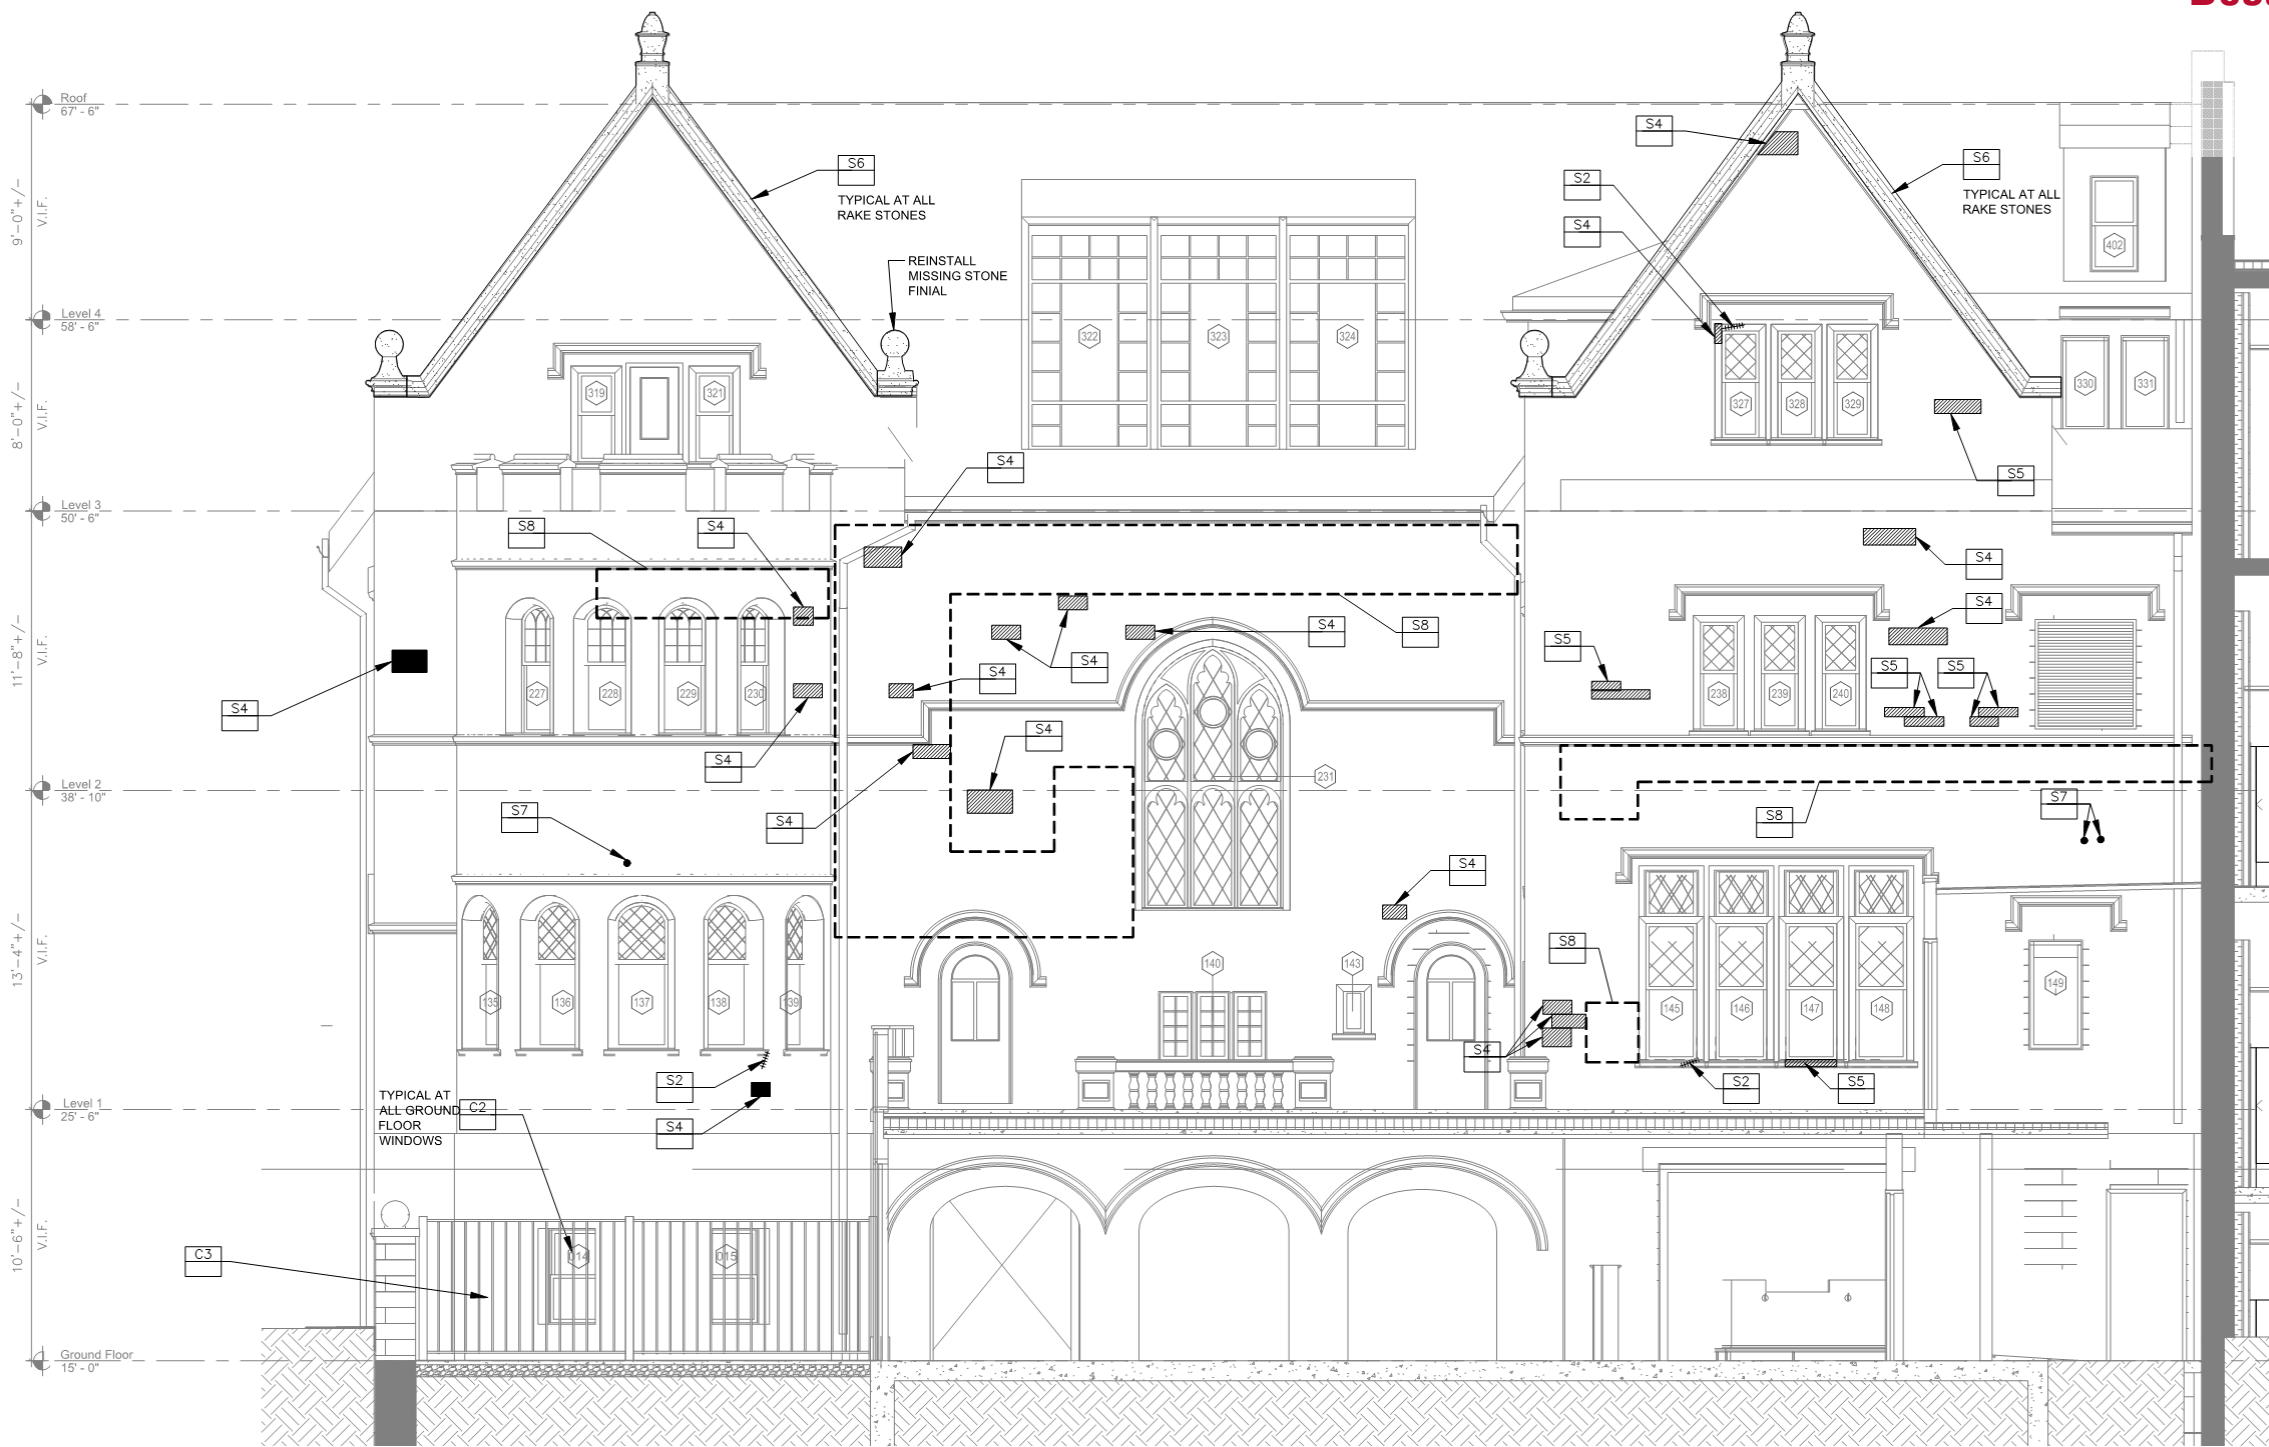 Roof
67' - 6"
9'-0"+/-
V.I.F.
Level 4
58' - 6"
8'-0"+/-
V.I.F.
Level 3
50' - 6"
11'-8"+/-
V.I.F.
Level 2
38' - 10"
13'-4"+/-
V.I.F.
Level 1
25' - 6"
10'-6"+/-
V.I.F.
Ground Floor
15' - 0"
S6
TYPICAL AT ALL
RAKE STONES
REINSTALL
MISSING STONE
FINIAL
S4
S2
S4
S6
TYPICAL AT ALL
RAKE STONES
402
322
323
324
319
321
327
328
329
330
331
S4
S5
S8
S4
S4
S4
S8
S4
S4
S4
S5
S5
S5
227
228
229
230
238
239
240
S4
S4
S4
S4
231
S7
S4
S8
S7
S4
S8
135
136
137
138
139
140
143
145
146
147
148
149
S4
S2
S2
S5
S4
TYPICAL AT
ALL GROUND
FLOOR
WINDOWS
C2
C3
014
015